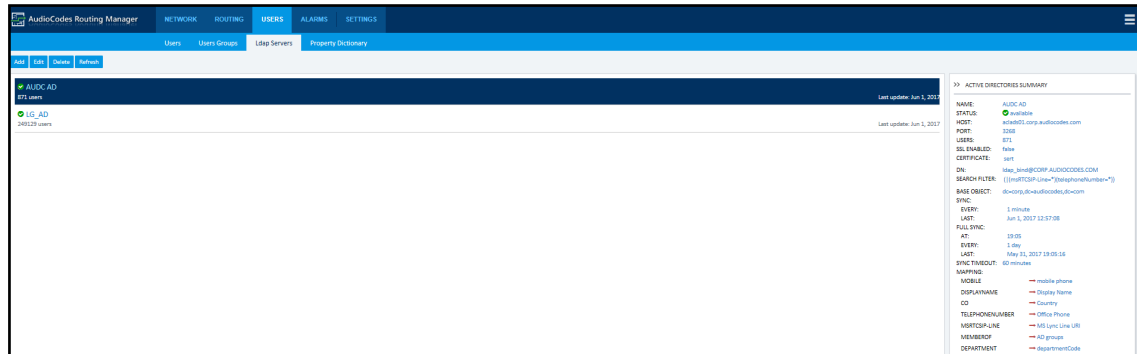 AudioCodes Routing Manager NETWORK ROUTING USERS ALARMS SETTINGS
Users Users Groups Ldap Servers Property Dictionary
Add Edit Delete Refresh
AUDC AD
871 users Last update: Jun 1, 2017
LG_AD
249129 users Last update: Jun 1, 2017
>> ACTIVE DIRECTORIES SUMMARY
NAME: AUDC AD
STATUS: available
HOST: aclads01.corp.audiocodes.com
PORT: 3268
USERS: 871
SSL ENABLED: false
CERTIFICATE: sert
DN: ldap_bind@CORP.AUDIOCODES.COM
SEARCH FILTER: (|(msRTCSIP-Line=*)(telephoneNumber=*))
BASE OBJECT: dc=corp,dc=audiocodes,dc=com
SYNC:
EVERY: 1 minute
LAST: Jun 1, 2017 12:57:08
FULL SYNC:
AT: 19:05
EVERY: 1 day
LAST: May 31, 2017 19:05:16
SYNC TIMEOUT: 60 minutes
MAPPING:
MOBILE → mobile phone
DISPLAYNAME → Display Name
CO → Country
TELEPHONENUMBER → Office Phone
MSRTCSIP-LINE → MS Lync Line URI
MEMBEROF → AD groups
DEPARTMENT → departmentCode